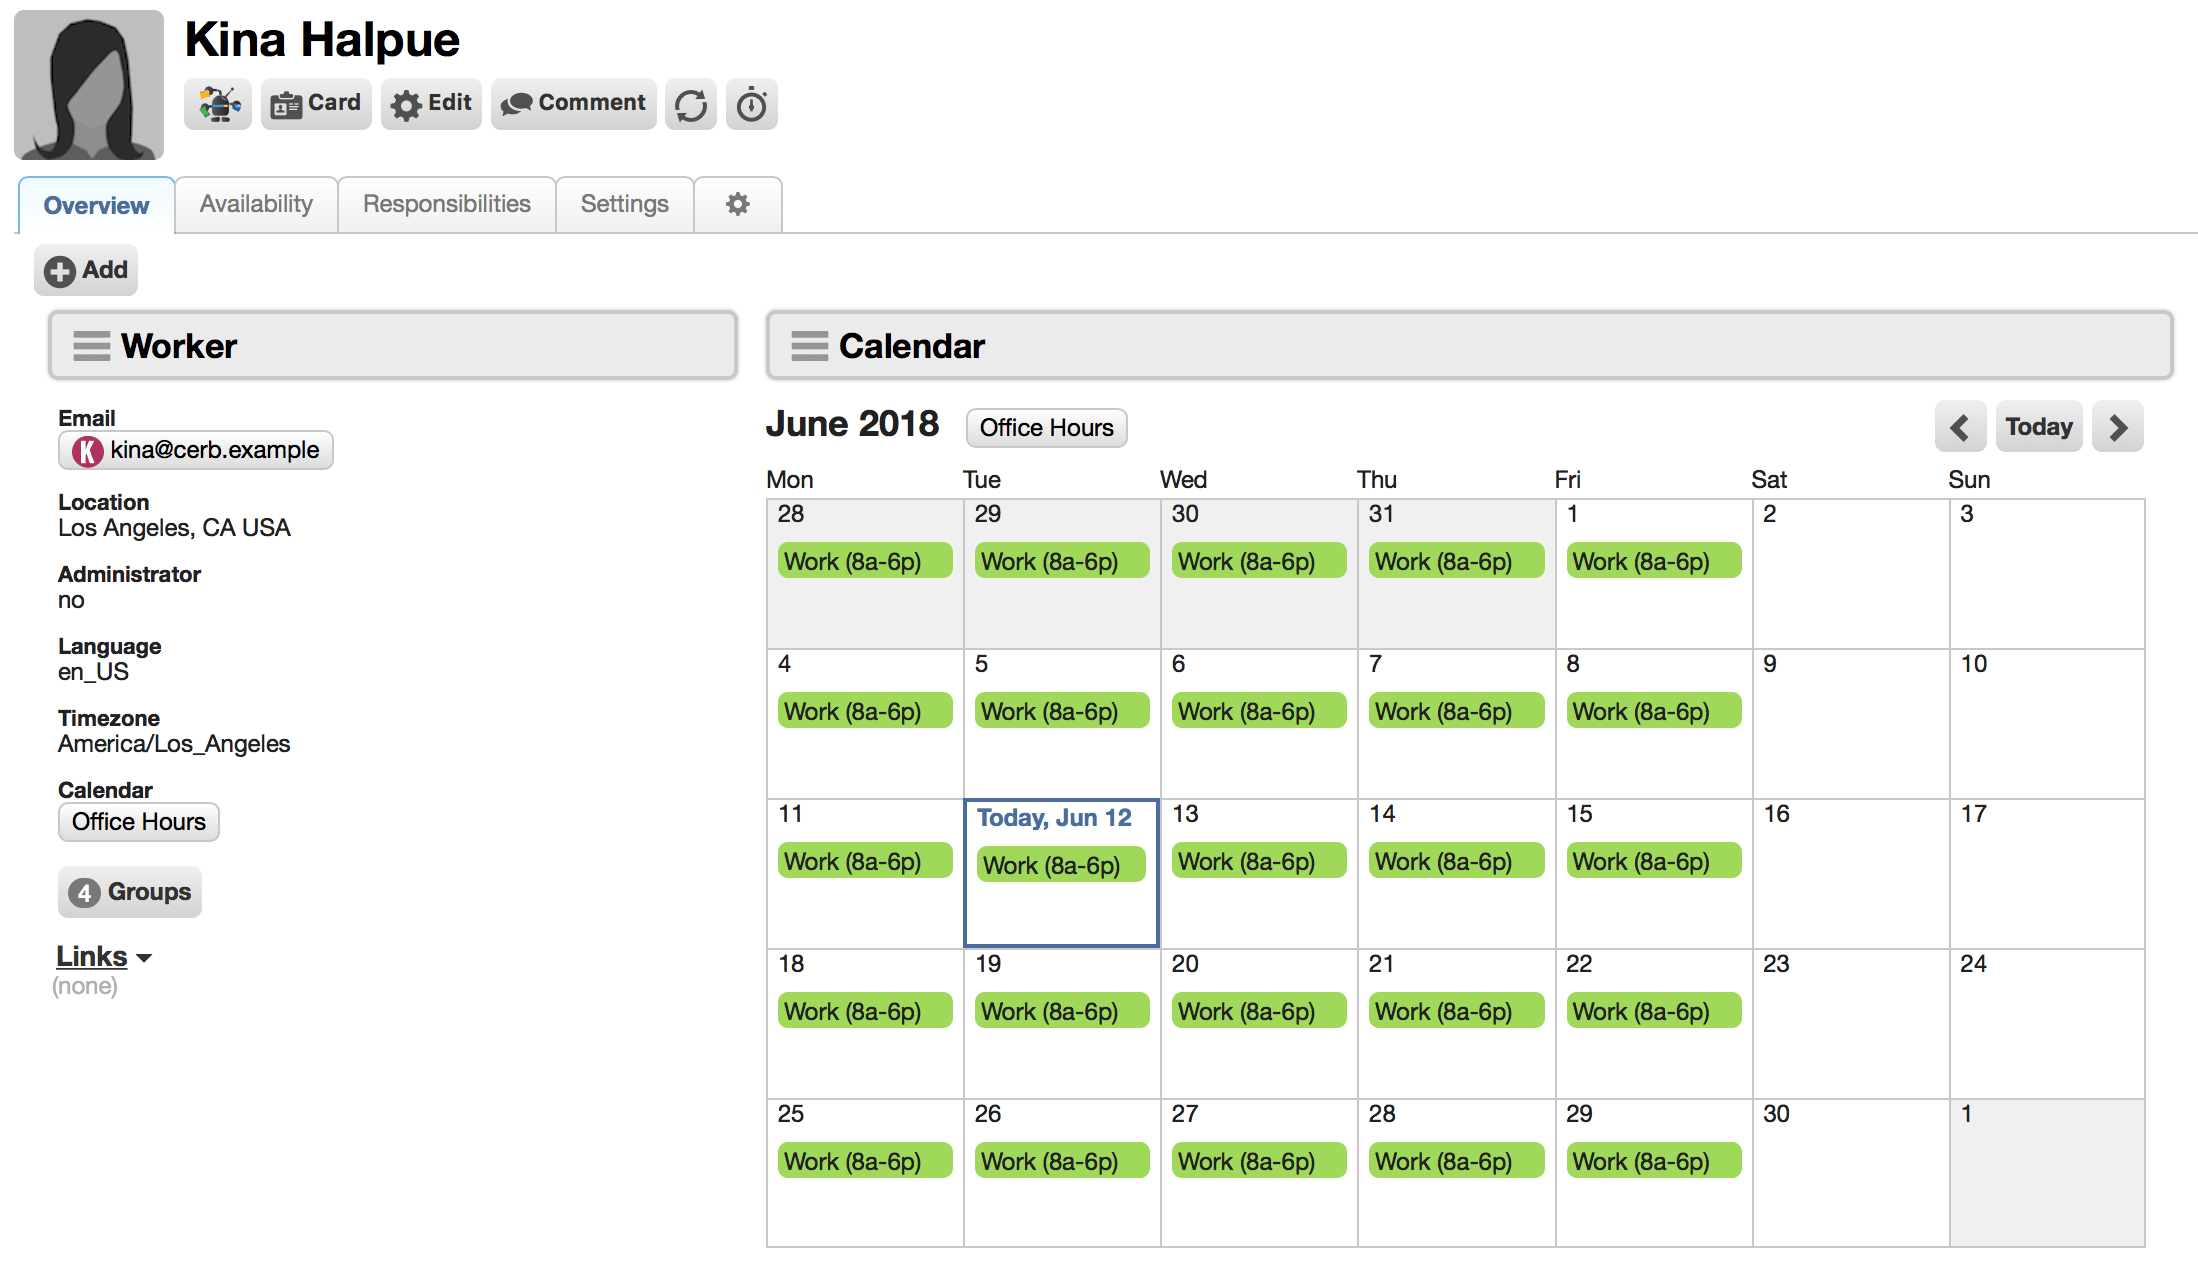 Kina Halpue
Card Edit Comment
Overview Availability Responsibilities Settings
Add
Worker
Email
K kina@cerb.example
Location
Los Angeles, CA USA
Administrator
no
Language
en_US
Timezone
America/Los_Angeles
Calendar
Office Hours
4 Groups
Links
(none)
Calendar
June 2018 Office Hours Today
Mon Tue Wed Thu Fri Sat Sun
28 29 30 31 1 2 3
Work (8a-6p) Work (8a-6p) Work (8a-6p) Work (8a-6p) Work (8a-6p)
4 5 6 7 8 9 10
Work (8a-6p) Work (8a-6p) Work (8a-6p) Work (8a-6p) Work (8a-6p)
11 Today, Jun 12 13 14 15 16 17
Work (8a-6p) Work (8a-6p) Work (8a-6p) Work (8a-6p) Work (8a-6p)
18 19 20 21 22 23 24
Work (8a-6p) Work (8a-6p) Work (8a-6p) Work (8a-6p) Work (8a-6p)
25 26 27 28 29 30 1
Work (8a-6p) Work (8a-6p) Work (8a-6p) Work (8a-6p) Work (8a-6p)